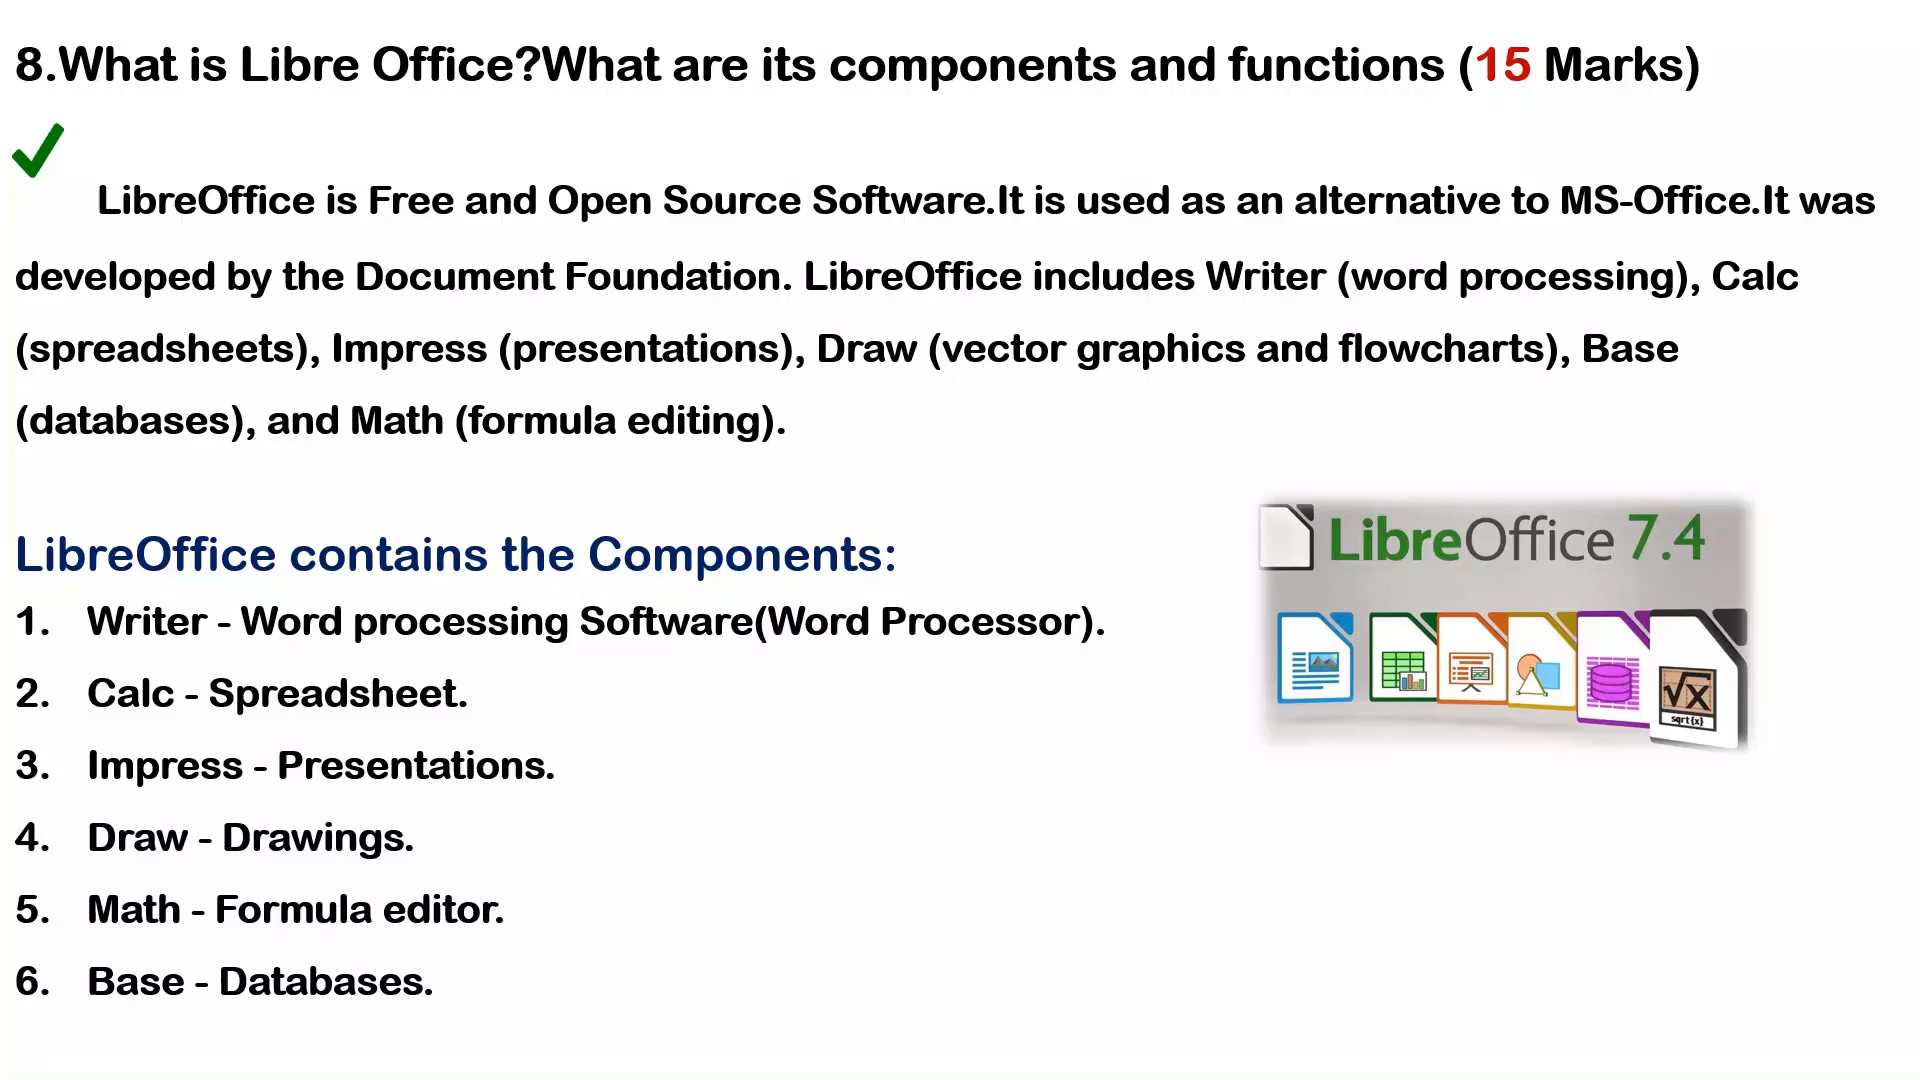 8.What is Libre Office?What are its components and functions (15 Marks)
LibreOffice is Free and Open Source Software.It is used as an alternative to MS-Office.It was
developed by the Document Foundation. LibreOffice includes Writer (word processing), Calc
(spreadsheets), Impress (presentations), Draw (vector graphics and flowcharts), Base
(databases), and Math (formula editing).
LibreOffice contains the Components:
1. Writer - Word processing Software(Word Processor).
2. Calc - Spreadsheet.
3. Impress - Presentations.
4. Draw - Drawings.
5. Math - Formula editor.
6. Base - Databases.
LibreOffice 7.4
√x
sqrt{x}